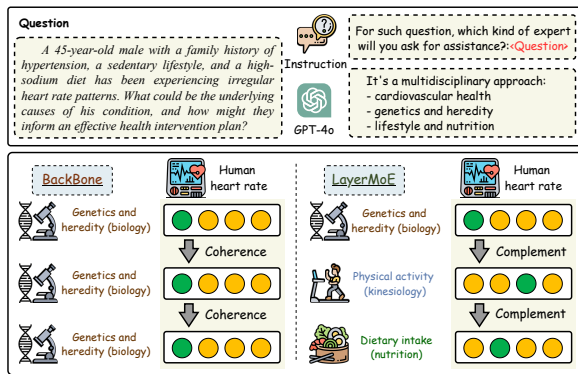 Question
A 45-year-old male with a family history of
hypertension, a sedentary lifestyle, and a high-
sodium diet has been experiencing irregular
heart rate patterns. What could be the underlying
causes of his condition, and how might they
inform an effective health intervention plan?
Instruction
For such question, which kind of expert
will you ask for assistance?:<Question>
GPT-4o
It's a multidisciplinary approach:
- cardiovascular health
- genetics and heredity
- lifestyle and nutrition
BackBone
Human
heart rate
Genetics and
heredity (biology)
Coherence
Genetics and
heredity (biology)
Coherence
Genetics and
heredity (biology)
LayerMoE
Human
heart rate
Genetics and
heredity (biology)
Complement
Physical activity
(kinesiology)
Complement
Dietary intake
(nutrition)